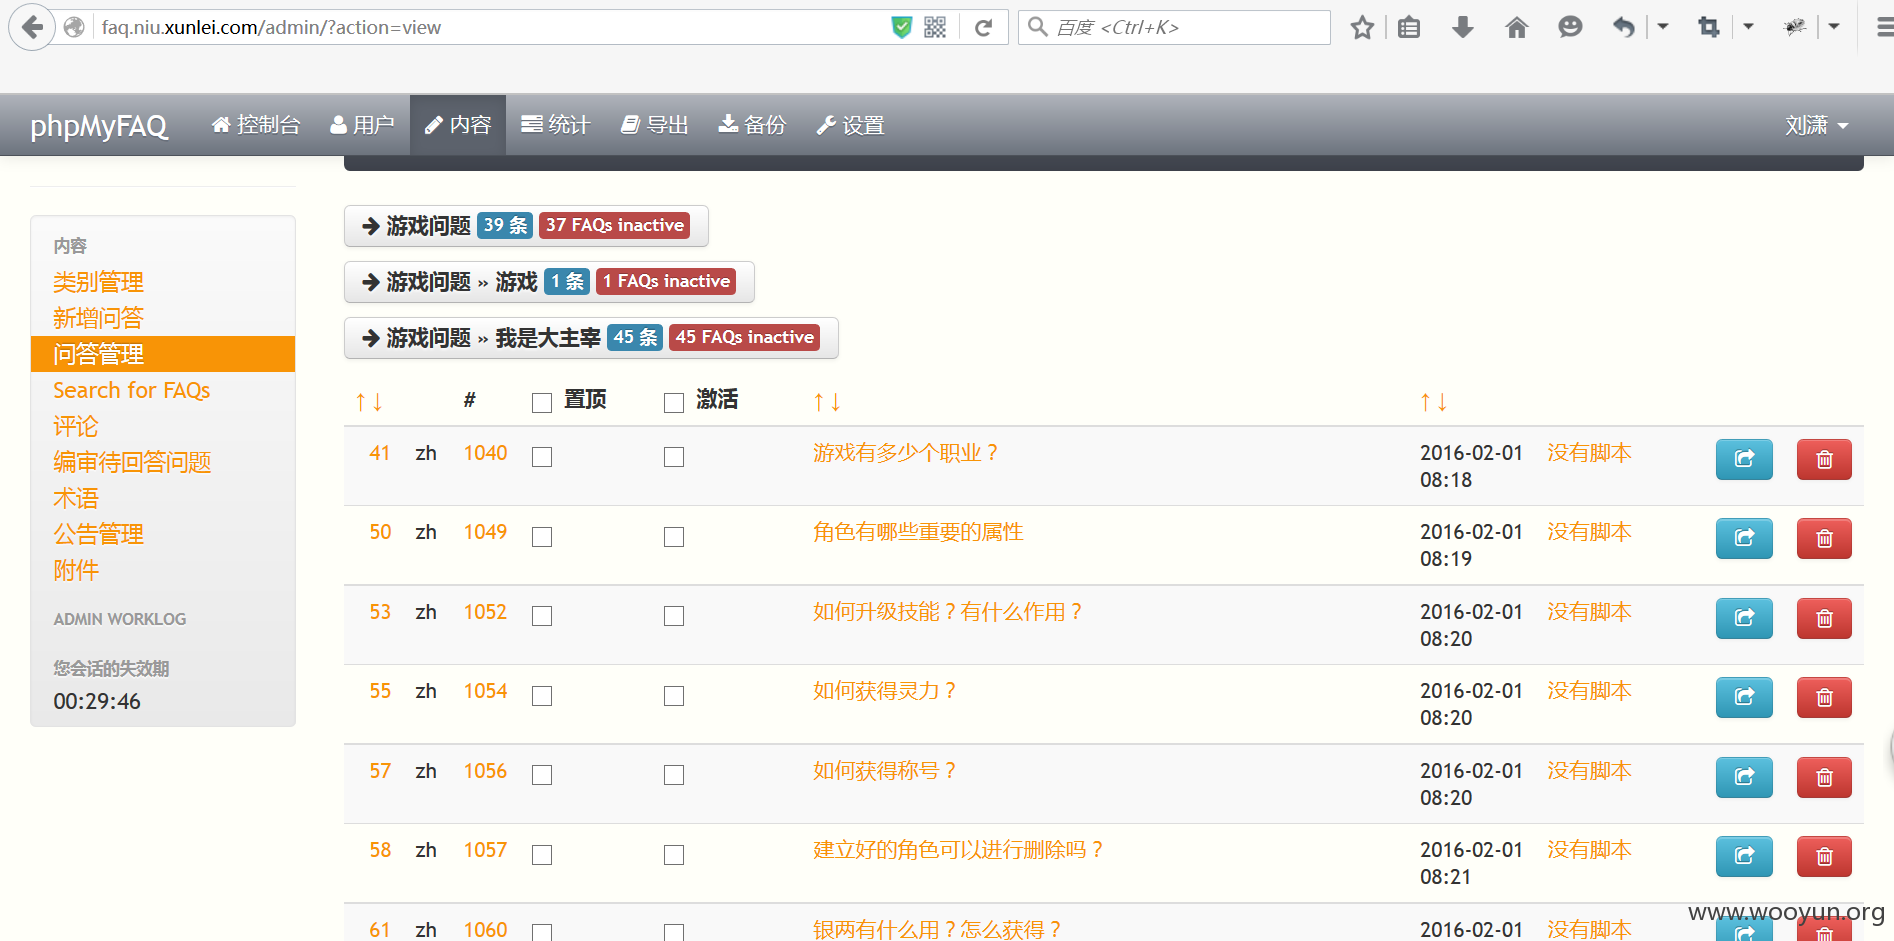 faq.niu.xunlei.com/admin/?action=view
百度 <Ctrl+K>
phpMyFAQ 控制台 用户 内容 统计 导出 备份 设置 刘潇
内容
类别管理
新增问答
问答管理
Search for FAQs
评论
编审待回答问题
术语
公告管理
附件
ADMIN WORKLOG
您会话的失效期
00:29:46
→ 游戏问题 39 条 37 FAQs inactive
→ 游戏问题 » 游戏 1 条 1 FAQs inactive
→ 游戏问题 » 我是大主宰 45 条 45 FAQs inactive
↑↓ # 置顶 激活 ↑↓ ↑↓
41 zh 1040 游戏有多少个职业？ 2016-02-01 没有脚本
08:18
50 zh 1049 角色有哪些重要的属性 2016-02-01 没有脚本
08:19
53 zh 1052 如何升级技能？有什么作用？ 2016-02-01 没有脚本
08:20
55 zh 1054 如何获得灵力？ 2016-02-01 没有脚本
08:20
57 zh 1056 如何获得称号？ 2016-02-01 没有脚本
08:20
58 zh 1057 建立好的角色可以进行删除吗？ 2016-02-01 没有脚本
08:21
61 zh 1060 银两有什么用？怎么获得？ 2016-02-01 没有脚本
www.wooyun.org